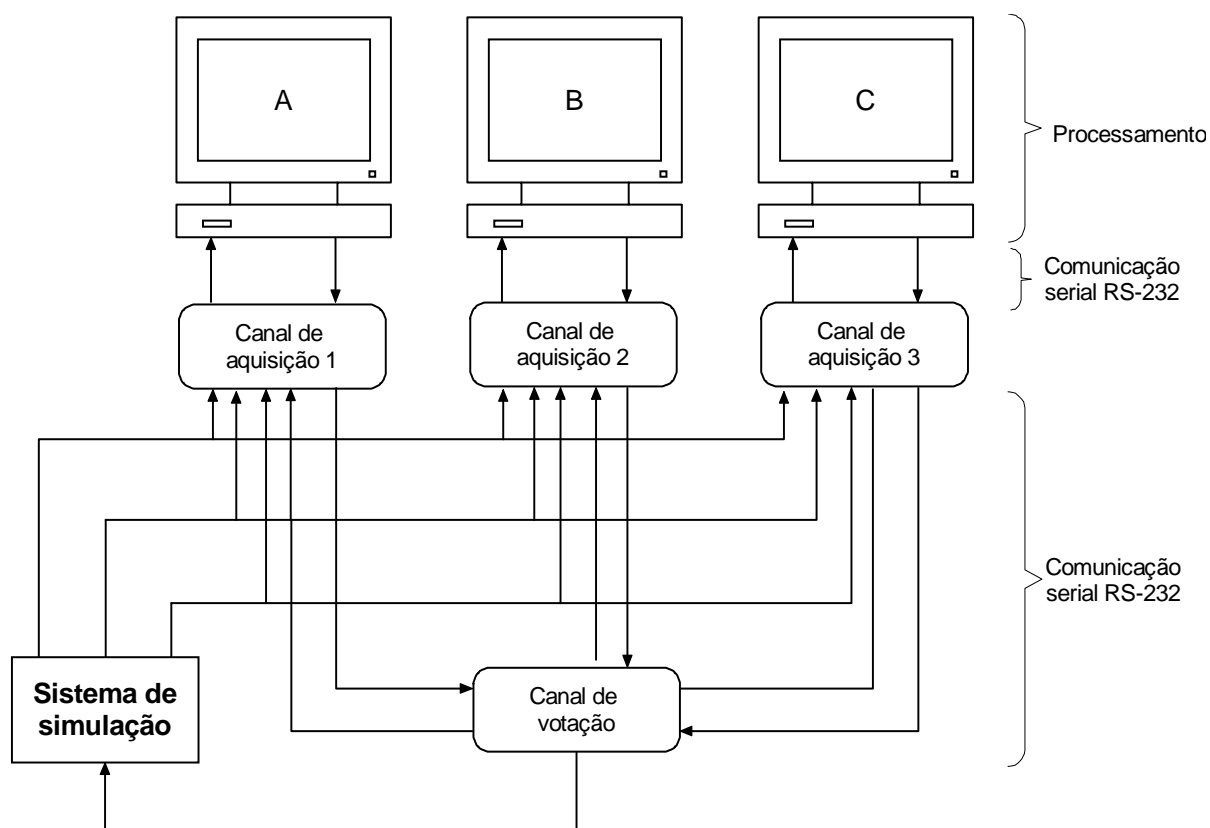 A
B
C
Processamento
Comunicação
serial RS-232
Canal de
aquisição 1
Canal de
aquisição 2
Canal de
aquisição 3
Comunicação
serial RS-232
Sistema de
simulação
Canal de
votação